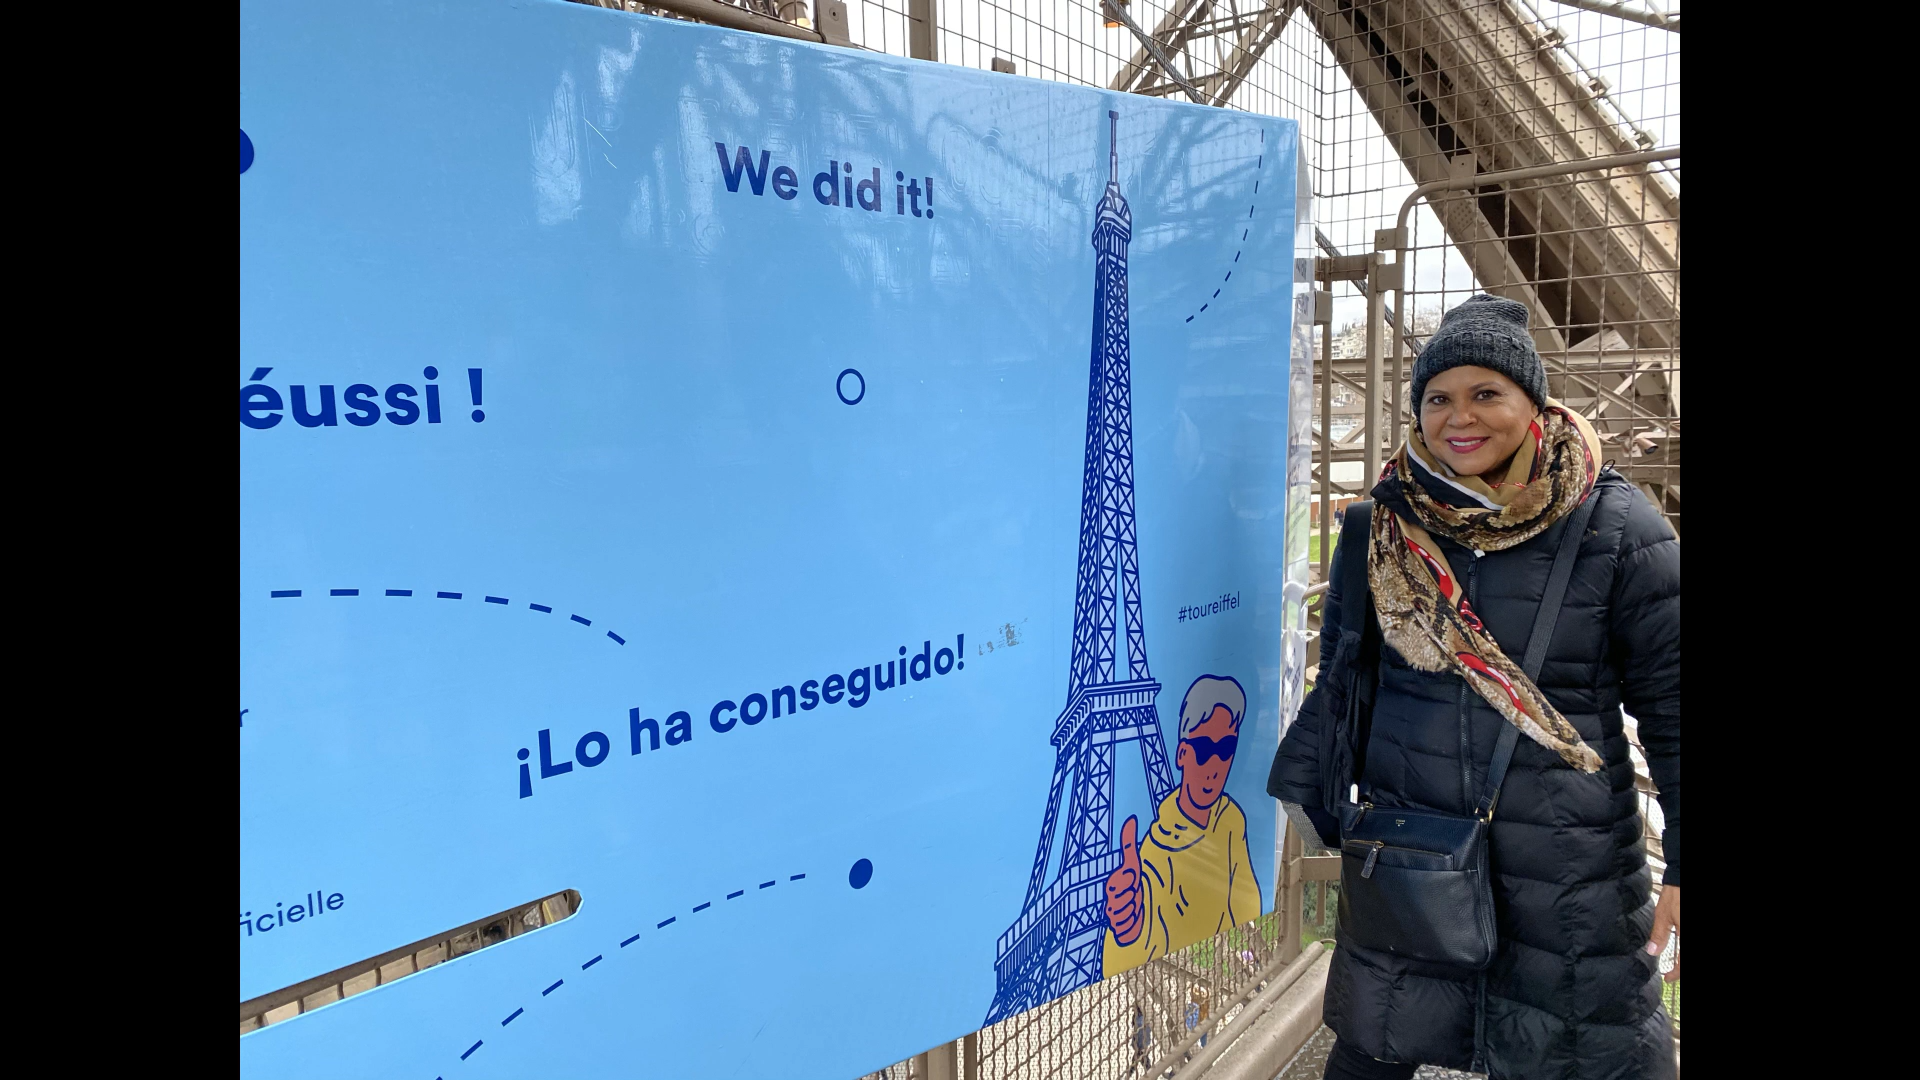 We did it!
éussi !
#toureiffel
¡Lo ha conseguido!
r
ficielle